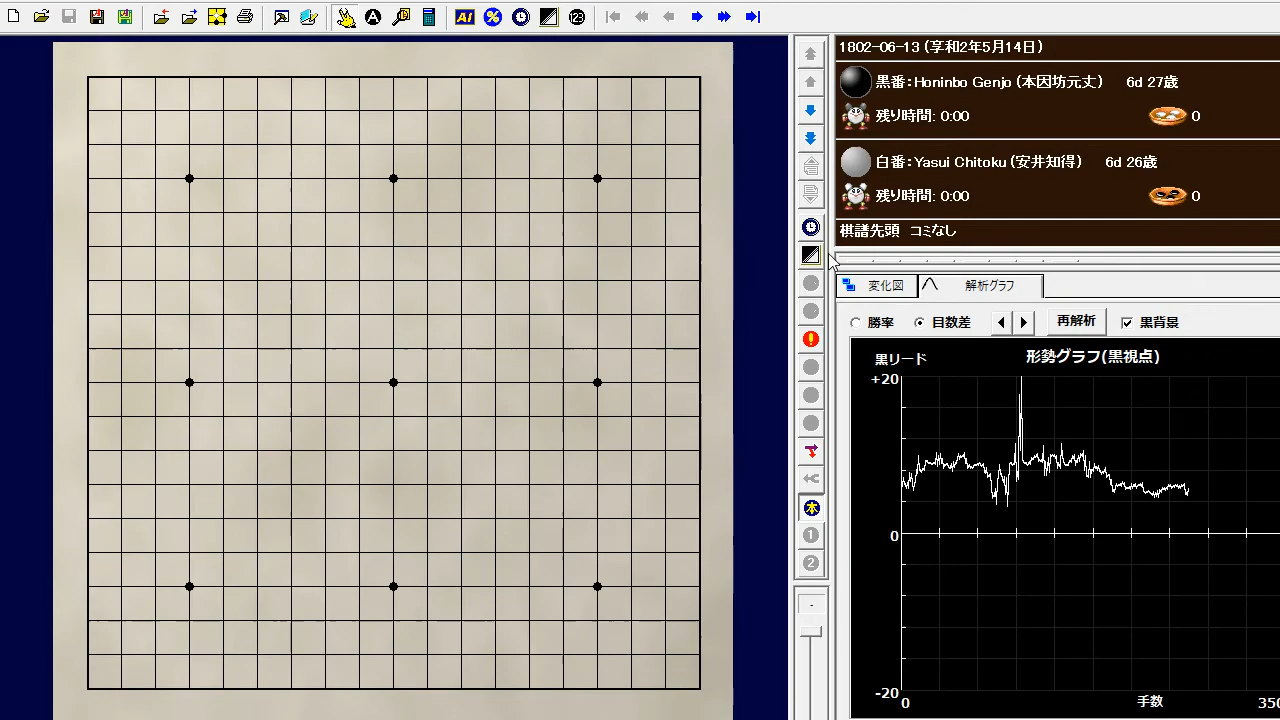 A AI % 123
1802-06-13 (享和2年5月14日)
黒番:Honinbo Genjo (本因坊元丈) 6d 27歳
残り時間: 0:00 0
白番:Yasui Chitoku (安井知得) 6d 26歳
残り時間: 0:00 0
棋譜先頭 コミなし
変化図 解析グラフ
勝率 目数差 再解析 黒背景
黒リード 形勢グラフ(黒視点)
+20
0
-20
0 手数 350
本
1
2
-